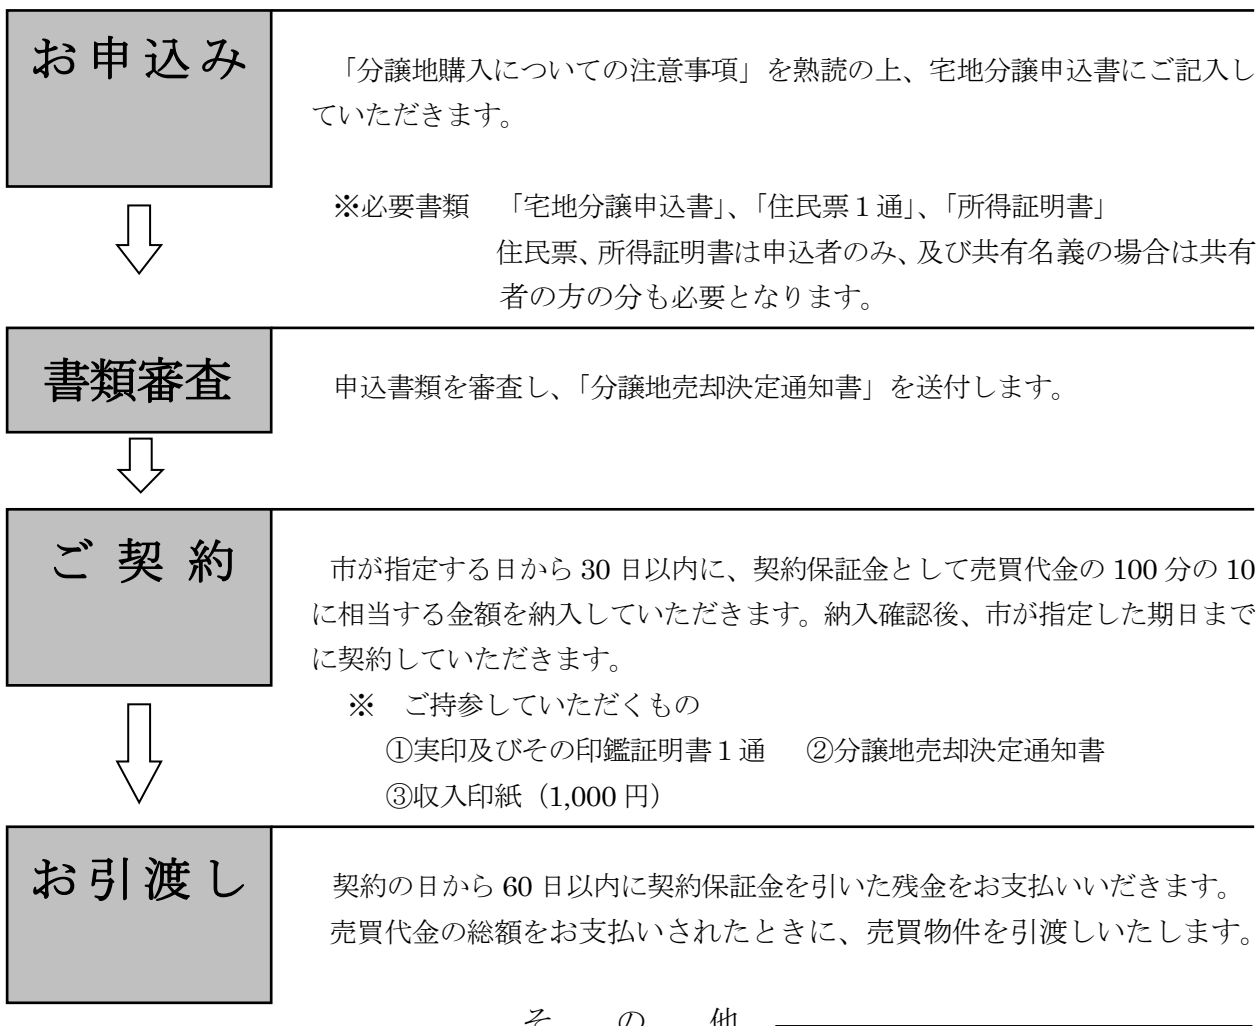 お申込み
「分譲地購入についての注意事項」を熟読の上、宅地分譲申込書にご記入し
ていただきます。
※必要書類　「宅地分譲申込書」、「住民票１通」、「所得証明書」
住民票、所得証明書は申込者のみ、及び共有名義の場合は共有
者の方の分も必要となります。
書類審査
申込書類を審査し、「分譲地売却決定通知書」を送付します。
ご契約
市が指定する日から 30 日以内に、契約保証金として売買代金の 100 分の 10
に相当する金額を納入していただきます。納入確認後、市が指定した期日まで
に契約していただきます。
※　ご持参していただくもの
①実印及びその印鑑証明書１通　②分譲地売却決定通知書
③収入印紙（1,000 円）
お引渡し
契約の日から 60 日以内に契約保証金を引いた残金をお支払いいだきます。
売買代金の総額をお支払いされたときに、売買物件を引渡しいたします。
その他